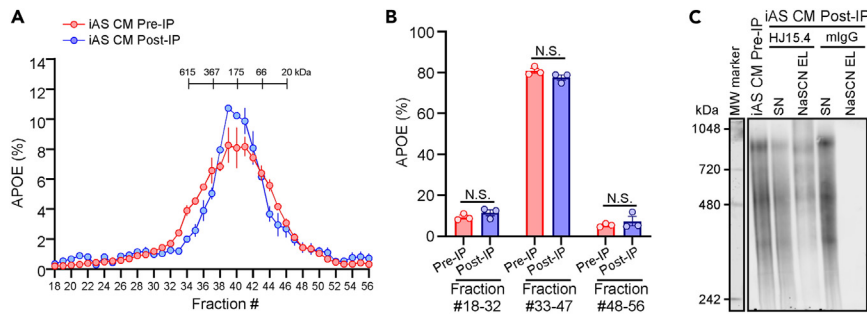 A
iAS CM Pre-IP
iAS CM Post-IP
615 367 175 66 20 kDa
APOE (%)
14
12
10
8
6
4
2
0
18 20 22 24 26 28 30 32 34 36 38 40 42 44 46 48 50 52 54 56
Fraction #
B
N.S.
N.S.
N.S.
APOE (%)
100
80
60
40
20
0
Pre-IP Post-IP Pre-IP Post-IP Pre-IP Post-IP
Fraction Fraction Fraction
#18-32 #33-47 #48-56
C
iAS CM Post-IP
HJ15.4 mIgG
MW marker
iAS CM Pre-IP
SN
NaSCN EL
SN
NaSCN EL
kDa
1048
720
480
242